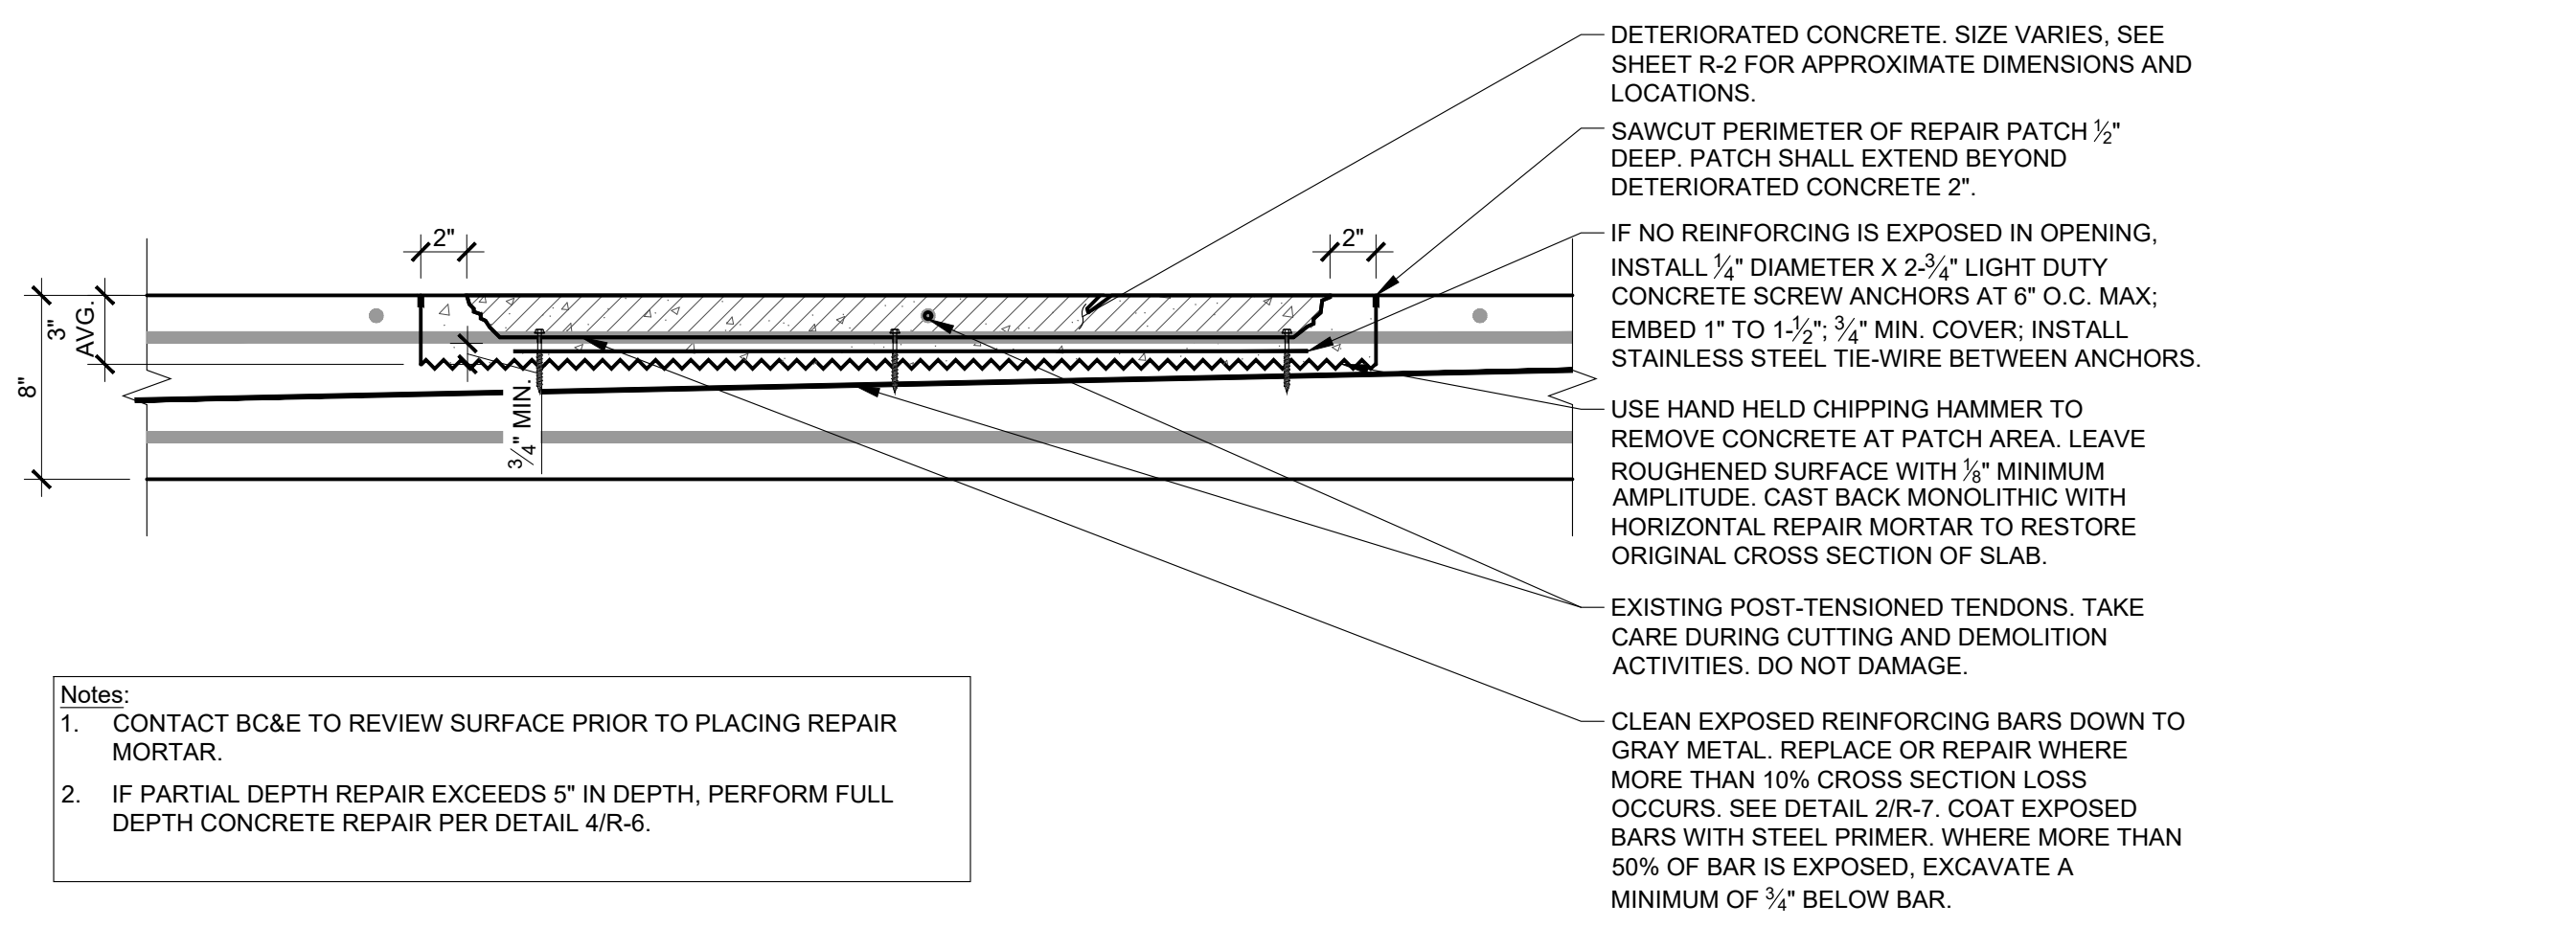 DETERIORATED CONCRETE. SIZE VARIES, SEE
SHEET R-2 FOR APPROXIMATE DIMENSIONS AND
LOCATIONS.
SAWCUT PERIMETER OF REPAIR PATCH ½"
DEEP. PATCH SHALL EXTEND BEYOND
DETERIORATED CONCRETE 2".
IF NO REINFORCING IS EXPOSED IN OPENING,
INSTALL ¼" DIAMETER X 2-¾" LIGHT DUTY
CONCRETE SCREW ANCHORS AT 6" O.C. MAX;
EMBED 1" TO 1-½"; ¾" MIN. COVER; INSTALL
STAINLESS STEEL TIE-WIRE BETWEEN ANCHORS.
USE HAND HELD CHIPPING HAMMER TO
REMOVE CONCRETE AT PATCH AREA. LEAVE
ROUGHENED SURFACE WITH ⅛" MINIMUM
AMPLITUDE. CAST BACK MONOLITHIC WITH
HORIZONTAL REPAIR MORTAR TO RESTORE
ORIGINAL CROSS SECTION OF SLAB.
EXISTING POST-TENSIONED TENDONS. TAKE
CARE DURING CUTTING AND DEMOLITION
ACTIVITIES. DO NOT DAMAGE.
CLEAN EXPOSED REINFORCING BARS DOWN TO
GRAY METAL. REPLACE OR REPAIR WHERE
MORE THAN 10% CROSS SECTION LOSS
OCCURS. SEE DETAIL 2/R-7. COAT EXPOSED
BARS WITH STEEL PRIMER. WHERE MORE THAN
50% OF BAR IS EXPOSED, EXCAVATE A
MINIMUM OF ¾" BELOW BAR.
2"
2"
3"
AVG.
8"
¾" MIN.
Notes:
1. CONTACT BC&E TO REVIEW SURFACE PRIOR TO PLACING REPAIR
MORTAR.
2. IF PARTIAL DEPTH REPAIR EXCEEDS 5" IN DEPTH, PERFORM FULL
DEPTH CONCRETE REPAIR PER DETAIL 4/R-6.